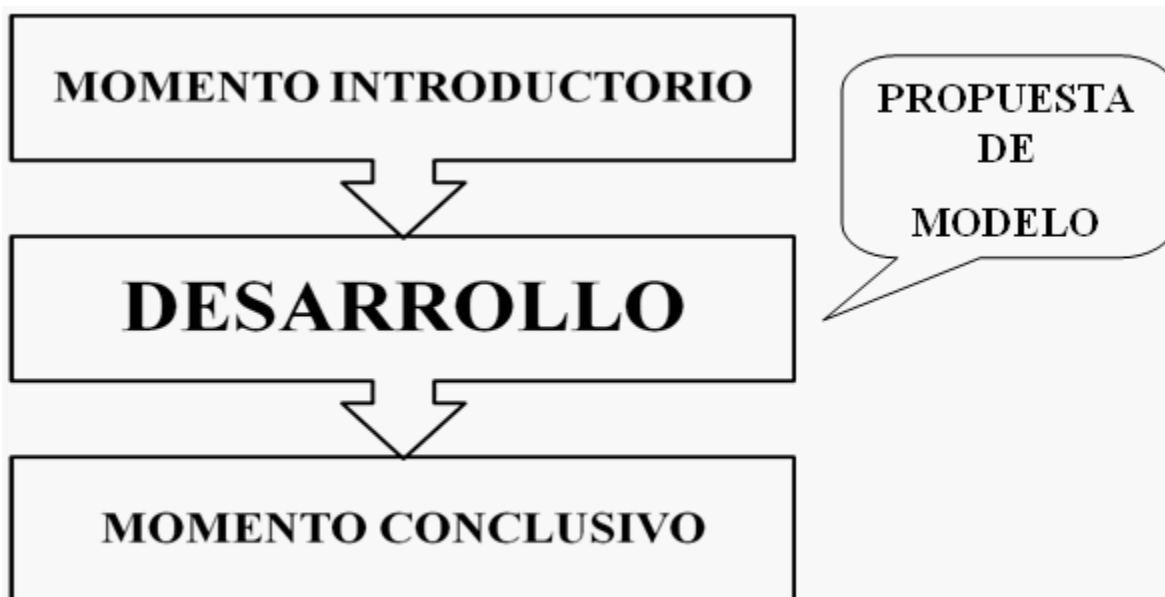 MOMENTO INTRODUCTORIO
PROPUESTA
DE
MODELO
DESARROLLO
MOMENTO CONCLUSIVO